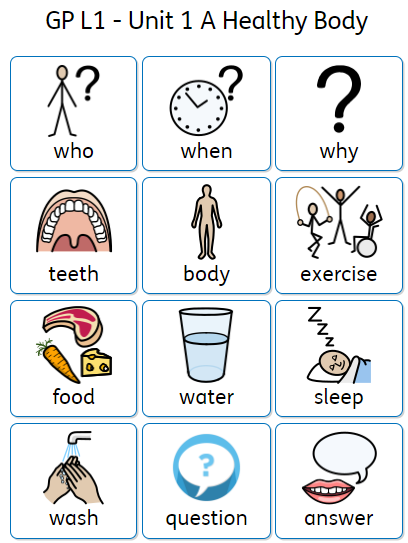 GP L1 - Unit 1 A Healthy Body
? ? ?
who when why
teeth body exercise
Z
Z
Z
food water sleep
?
wash question answer